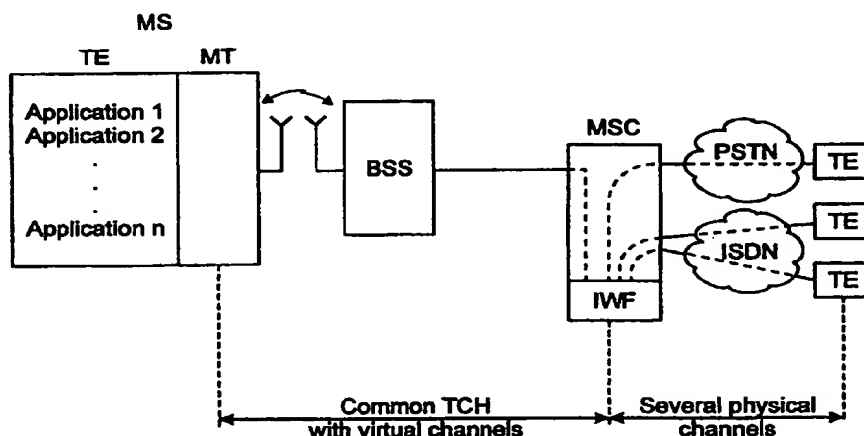 MS
TE MT
Application 1
Application 2
Application n
BSS
MSC
IWF
PSTN
ISDN
TE
TE
TE
Common TCH
with virtual channels
Several physical
channels